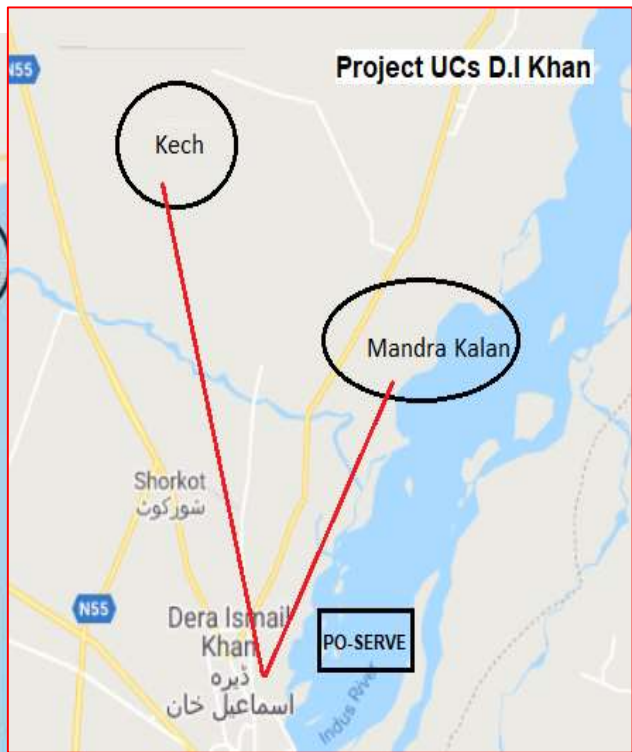 Project UCs D.I Khan
N55
Kech
Mandra Kalan
Shorkot
شورکوٹ
N55
Dera Ismail
Khan
ڈیرہ
اسماعیل خان
PO-SERVE
Indus River